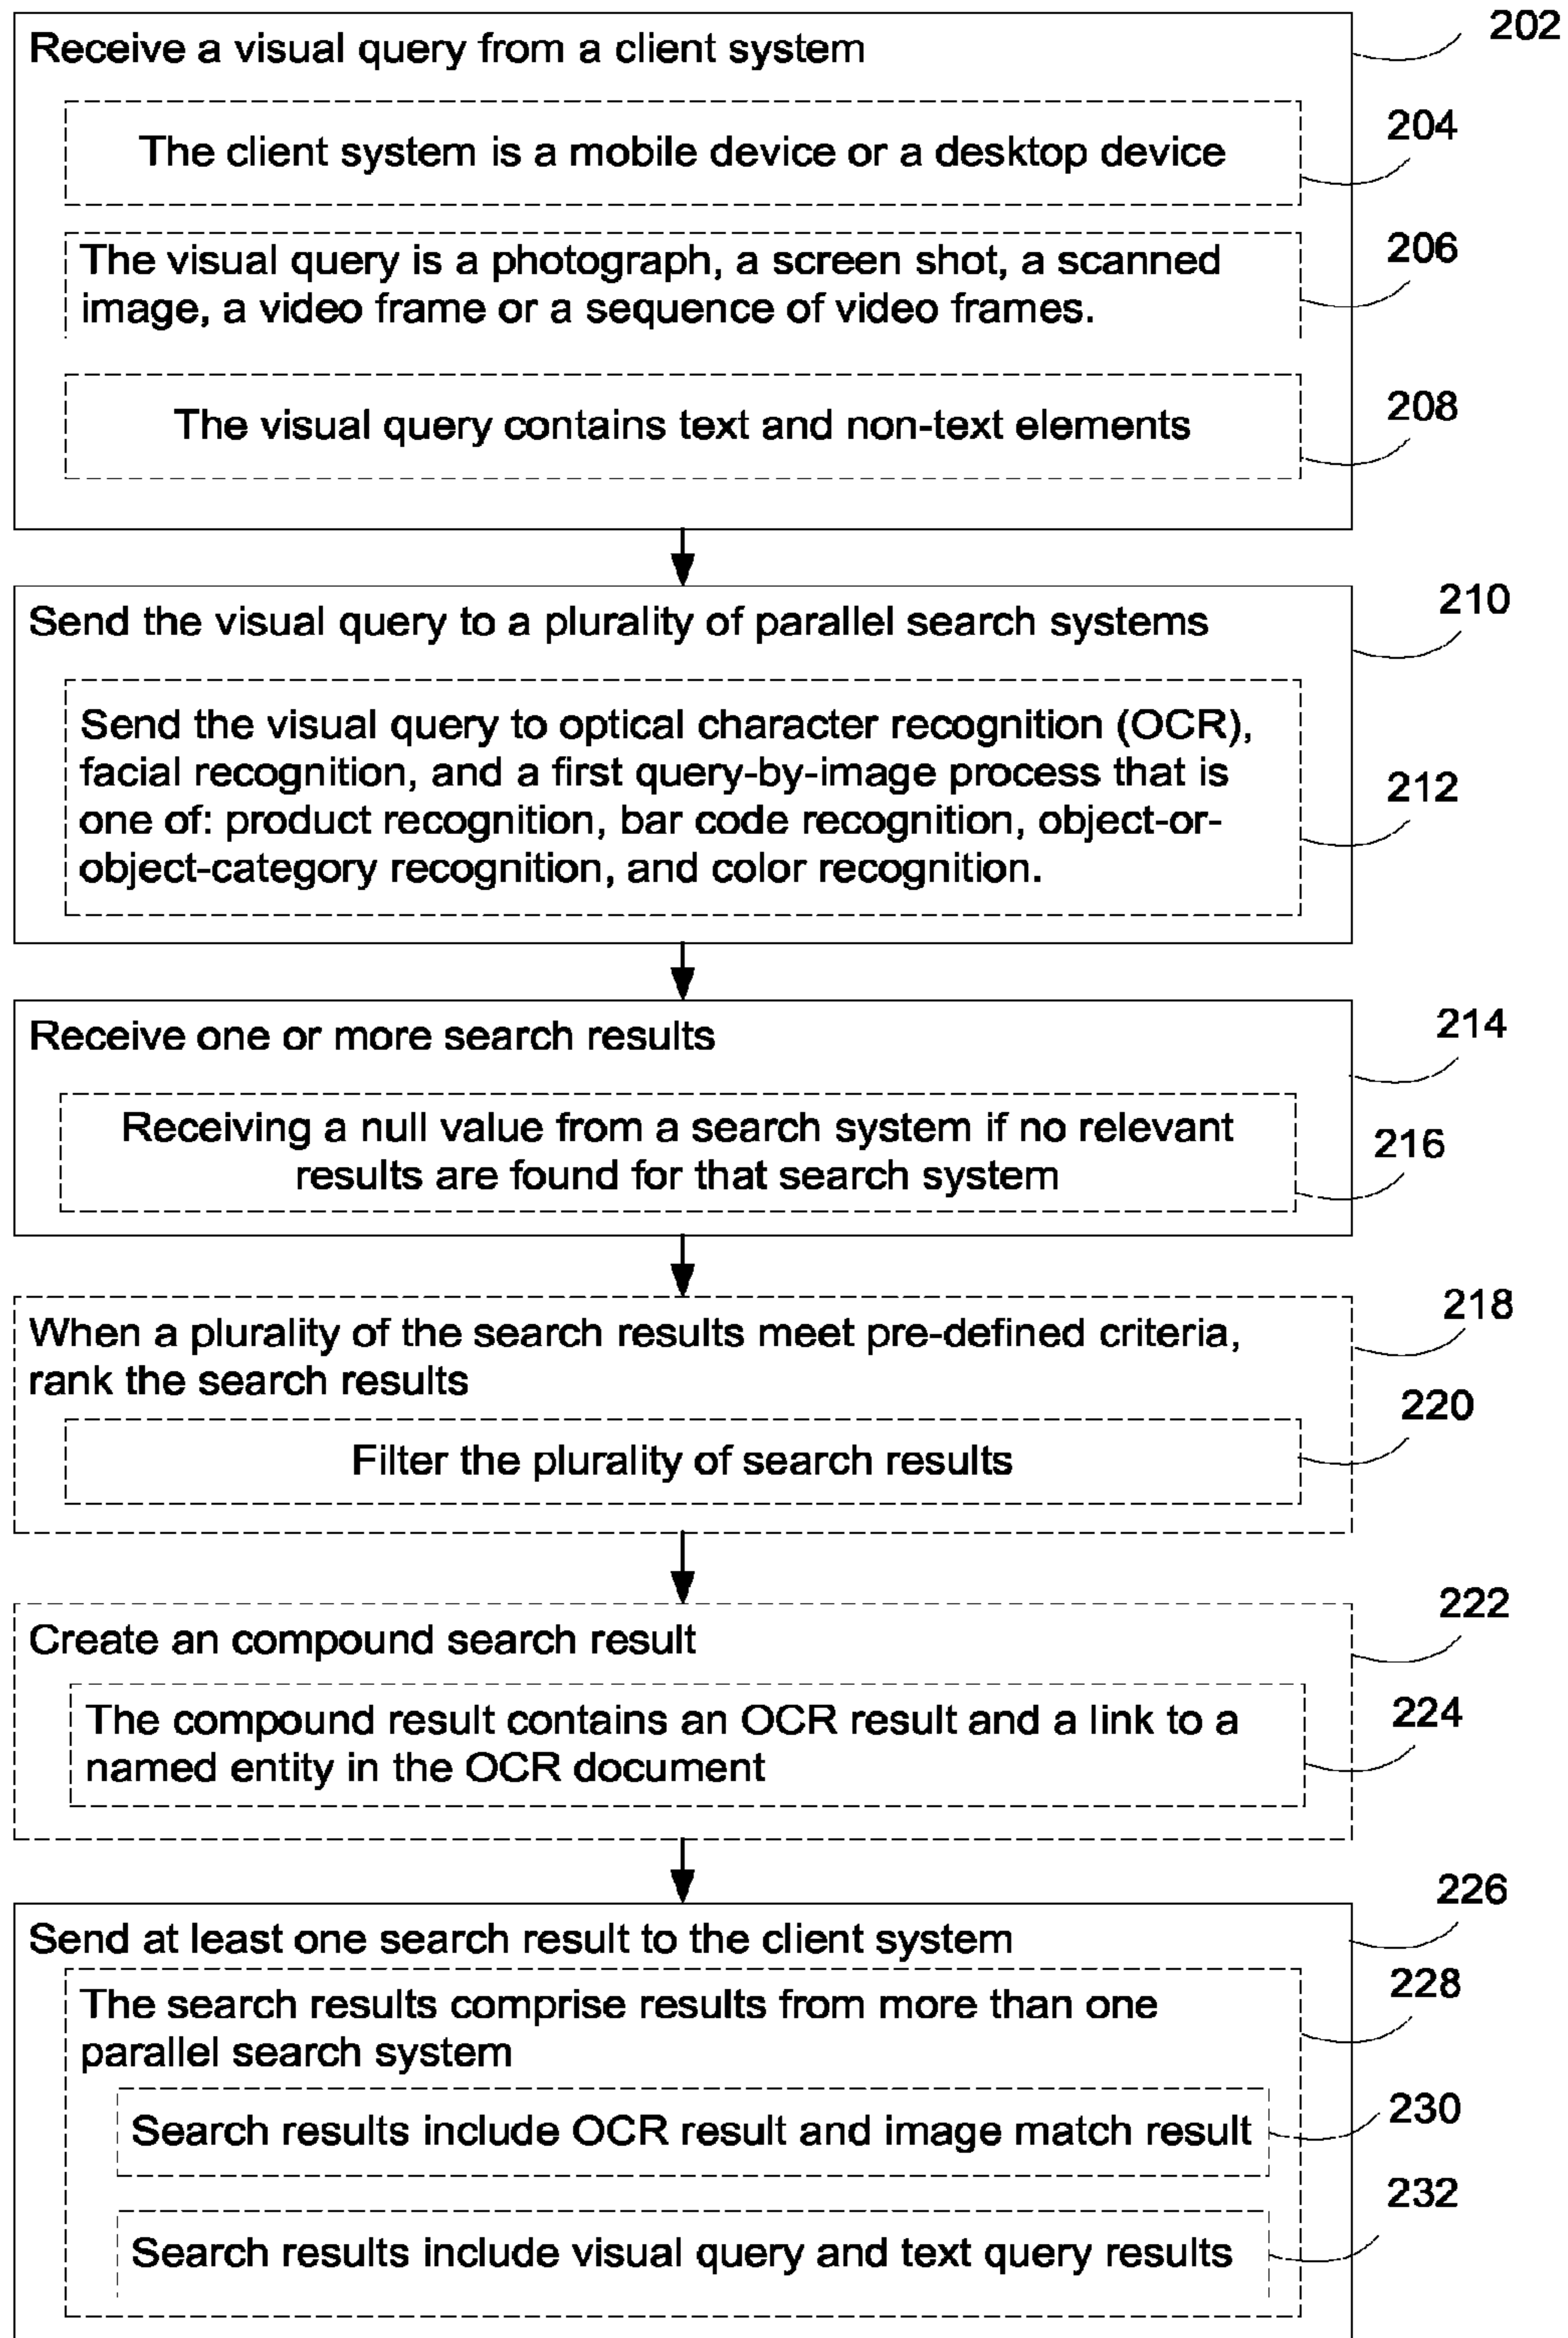 Receive a visual query from a client system
202
The client system is a mobile device or a desktop device
204
The visual query is a photograph, a screen shot, a scanned
image, a video frame or a sequence of video frames.
206
The visual query contains text and non-text elements
208
Send the visual query to a plurality of parallel search systems
210
Send the visual query to optical character recognition (OCR),
facial recognition, and a first query-by-image process that is
one of: product recognition, bar code recognition, object-or-
object-category recognition, and color recognition.
212
Receive one or more search results
214
Receiving a null value from a search system if no relevant
results are found for that search system
216
When a plurality of the search results meet pre-defined criteria,
rank the search results
218
Filter the plurality of search results
220
Create an compound search result
222
The compound result contains an OCR result and a link to a
named entity in the OCR document
224
Send at least one search result to the client system
226
The search results comprise results from more than one
parallel search system
228
Search results include OCR result and image match result
230
Search results include visual query and text query results
232